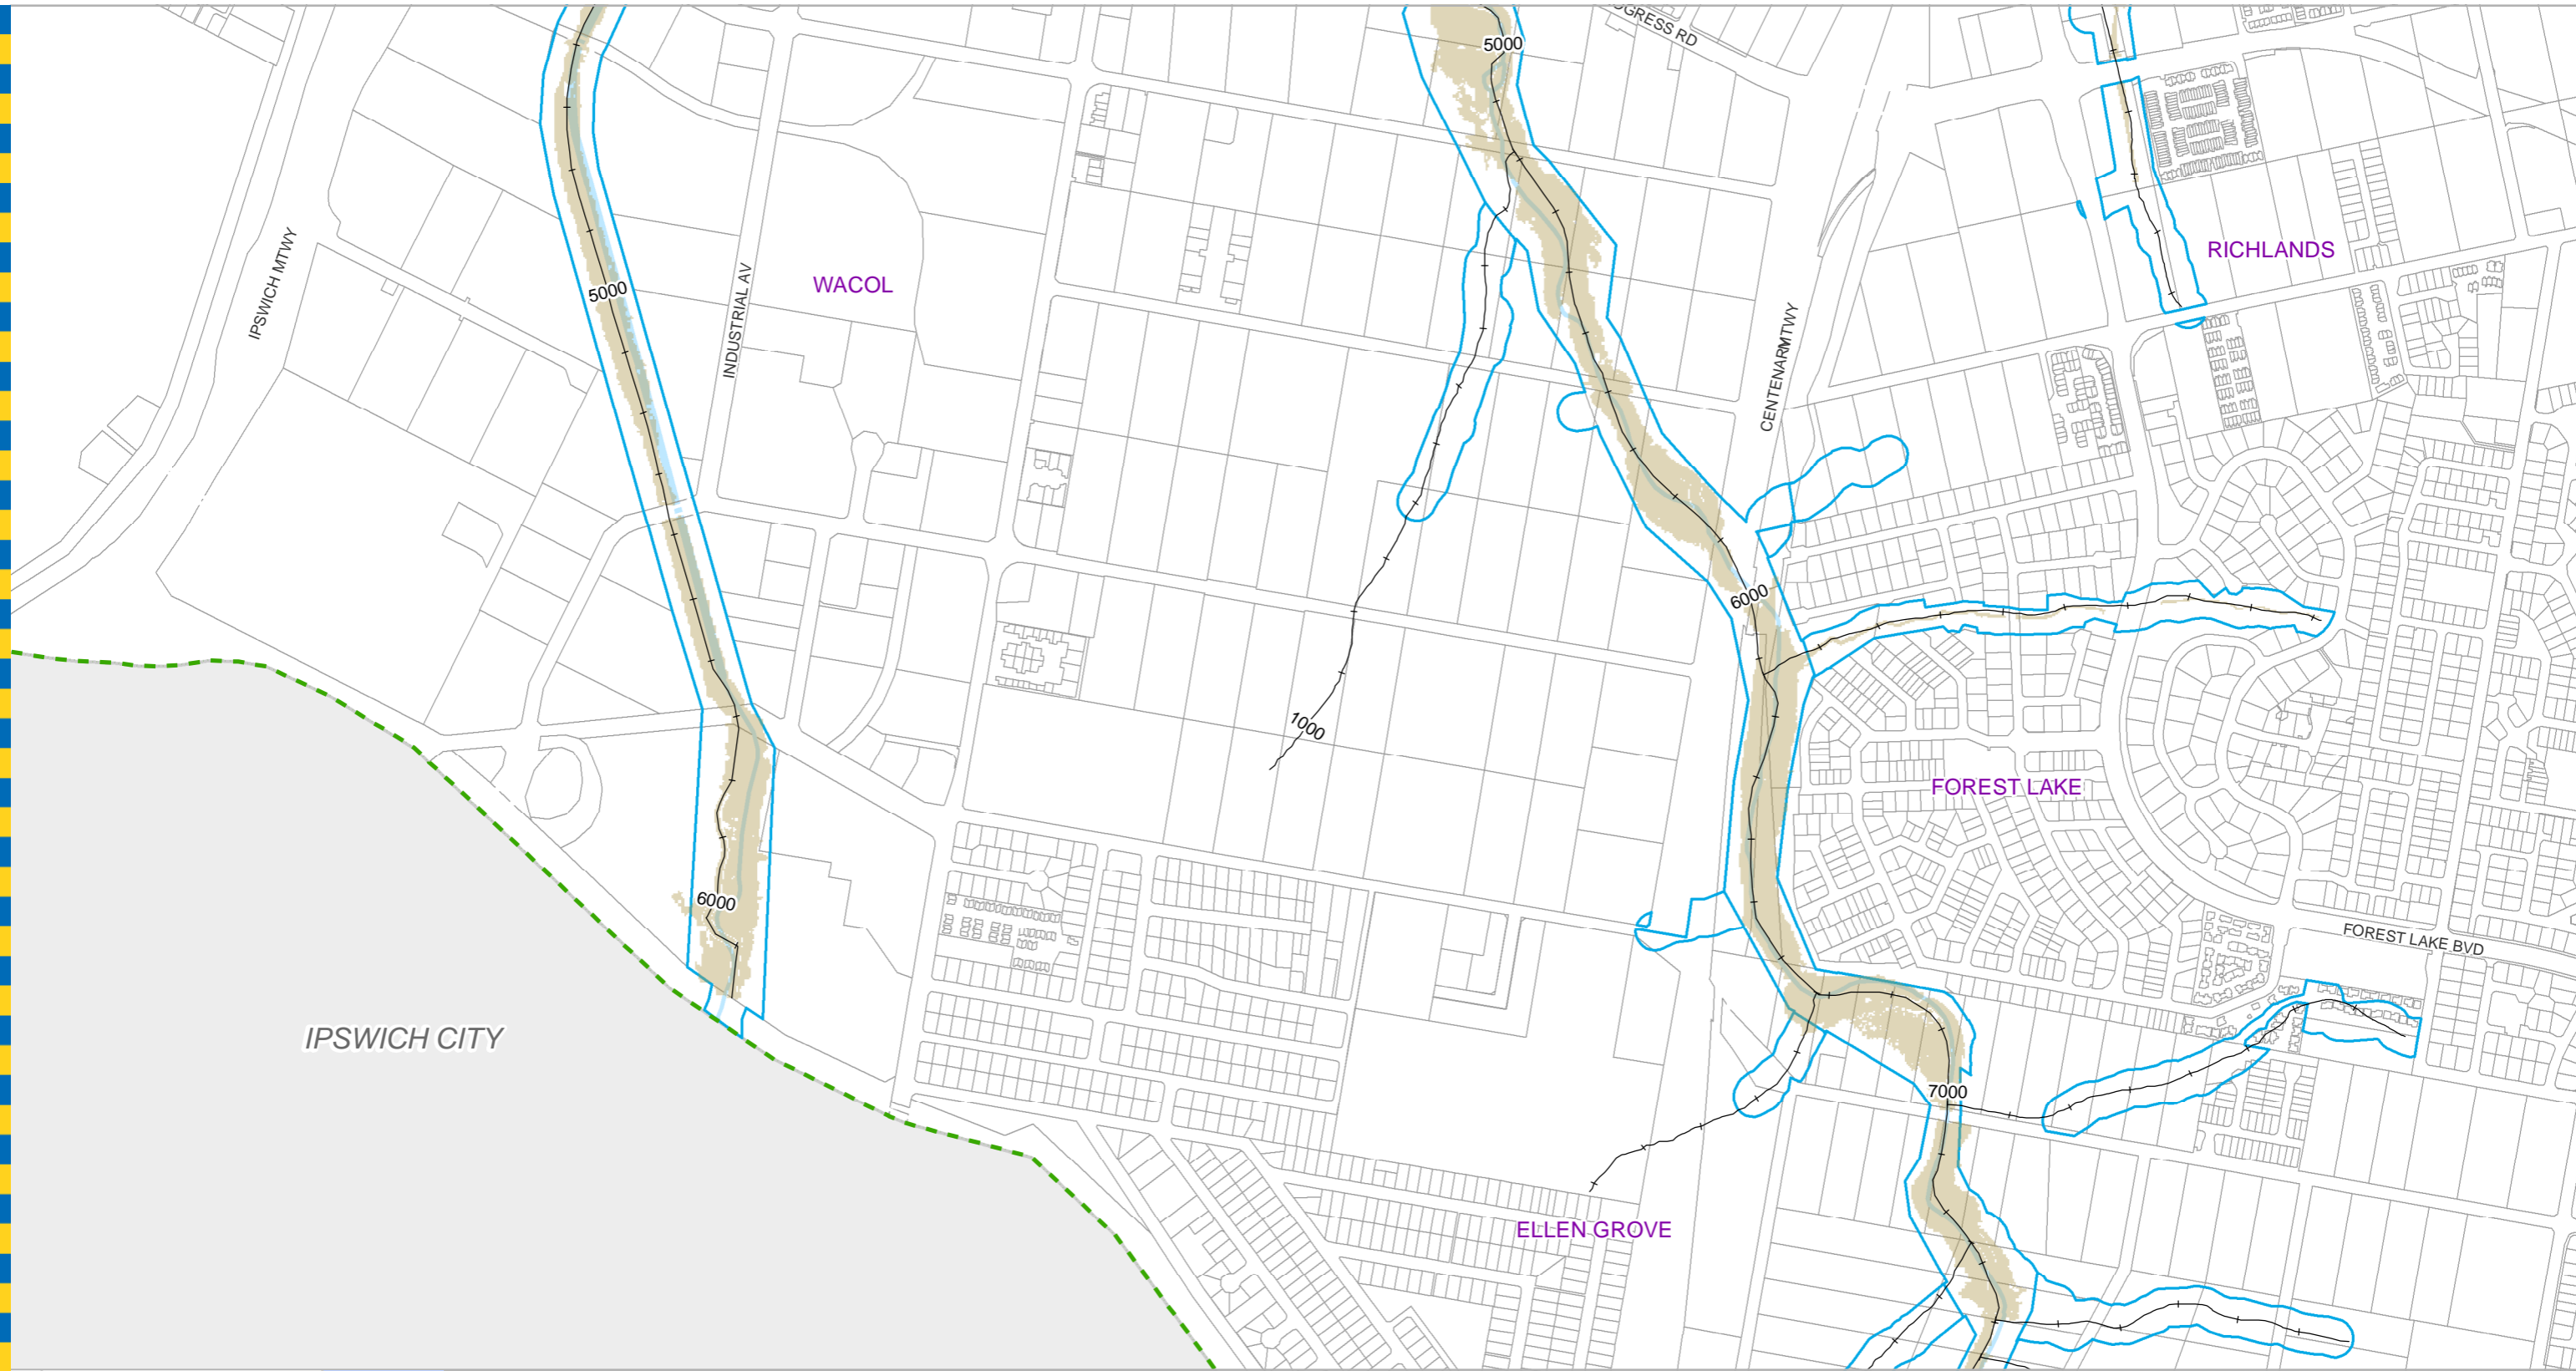 5000
OGRESS RD
IPSWICH MTWY
5000
INDUSTRIAL AV
WACOL
RICHLANDS
CENTENARY MTWY
6000
1000
FOREST LAKE
6000
FOREST LAKE BVD
IPSWICH CITY
7000
ELLEN GROVE